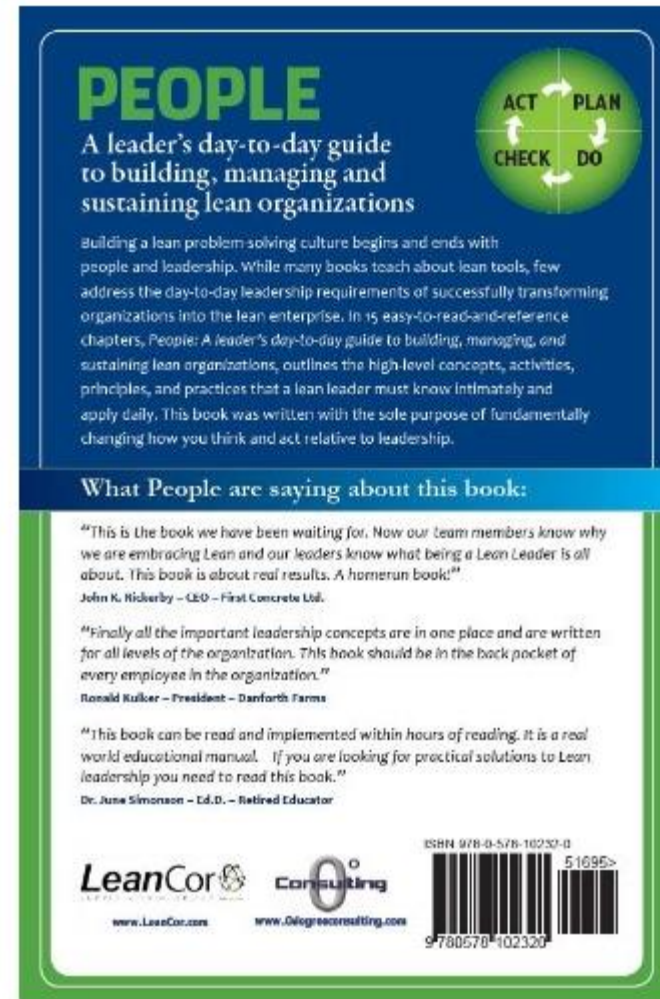 PEOPLE
A leader's day-to-day guide
to building, managing and
sustaining lean organizations
ACT PLAN
CHECK DO
Building a lean problem-solving culture begins and ends with
people and leadership. While many books teach about lean tools, few
address the day-to-day leadership requirements of successfully transforming
organizations into the lean enterprise. In 15 easy-to-read-and-reference
chapters, People: A leader's day-to-day guide to building, managing, and
sustaining lean organizations, outlines the high-level concepts, activities,
principles, and practices that a lean leader must know intimately and
apply daily. This book was written with the sole purpose of fundamentally
changing how you think and act relative to leadership.
What People are saying about this book:
"This is the book we have been waiting for. Now our team members know why
we are embracing Lean and our leaders know what being a Lean Leader is all
about. This book is about real results. A homerun book!"
John K. Rickerby – CEO – First Concrete Ltd.
"Finally all the important leadership concepts are in one place and are written
for all levels of the organization. This book should be in the back pocket of
every employee in the organization."
Ronald Kulker – President – Danforth Farms
"This book can be read and implemented within hours of reading. It is a real
world educational manual. If you are looking for practical solutions to Lean
leadership you need to read this book."
Dr. June Simonson – Ed.D. – Retired Educator
LeanCor
www.LeanCor.com
0°
Consulting
www.0degreeconsulting.com
ISBN 978-0-578-10232-0
51695>
9 780578 102320